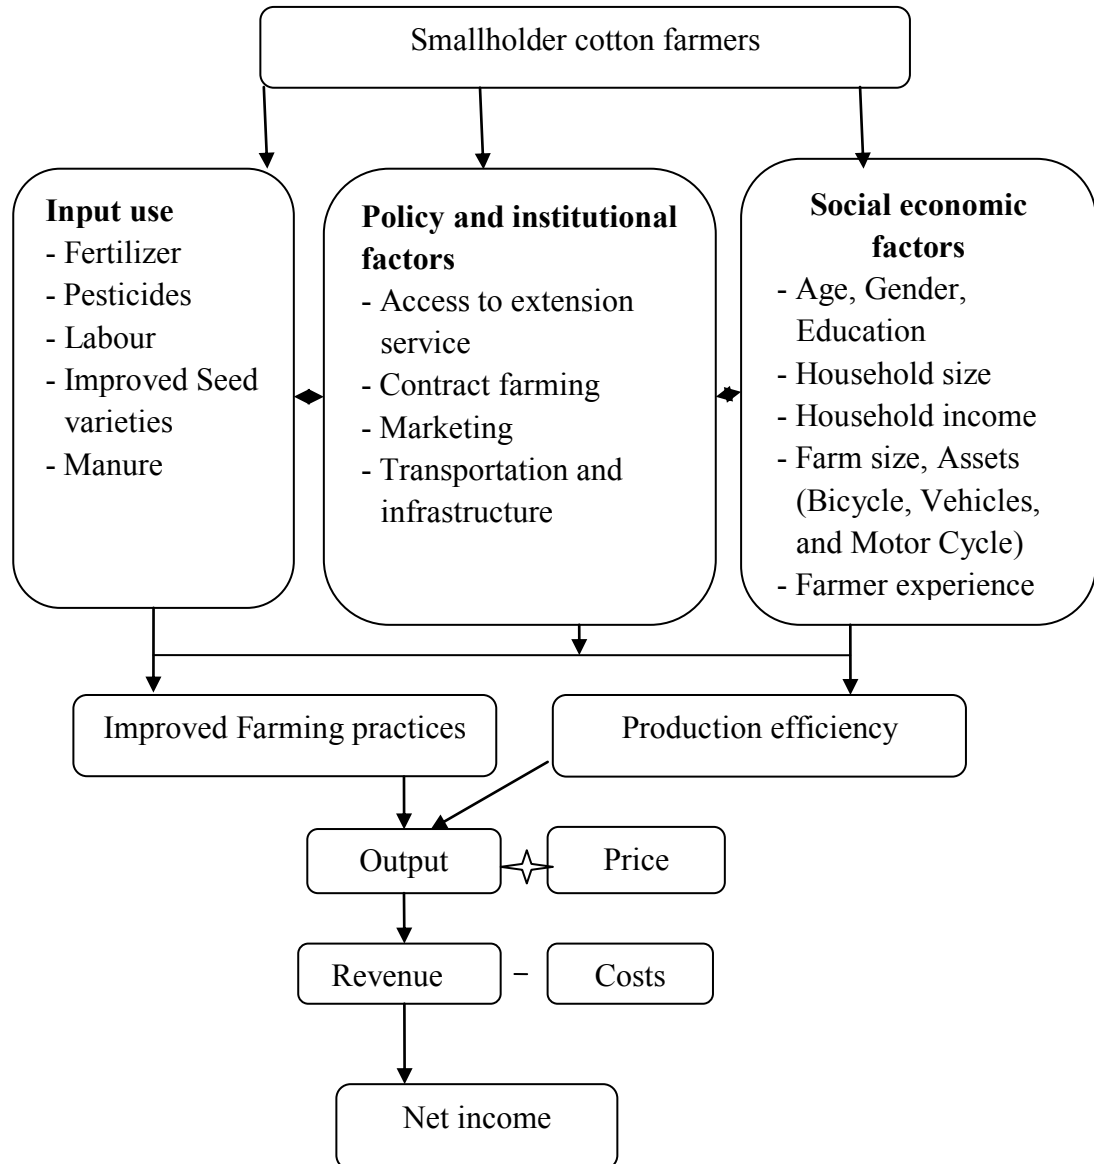 Smallholder cotton farmers
Input use
- Fertilizer
- Pesticides
- Labour
- Improved Seed
varieties
- Manure
Policy and institutional
factors
- Access to extension
service
- Contract farming
- Marketing
- Transportation and
infrastructure
Social economic
factors
- Age, Gender,
Education
- Household size
- Household income
- Farm size, Assets
(Bicycle, Vehicles,
and Motor Cycle)
- Farmer experience
Improved Farming practices
Production efficiency
Output
Price
Revenue
-
Costs
Net income